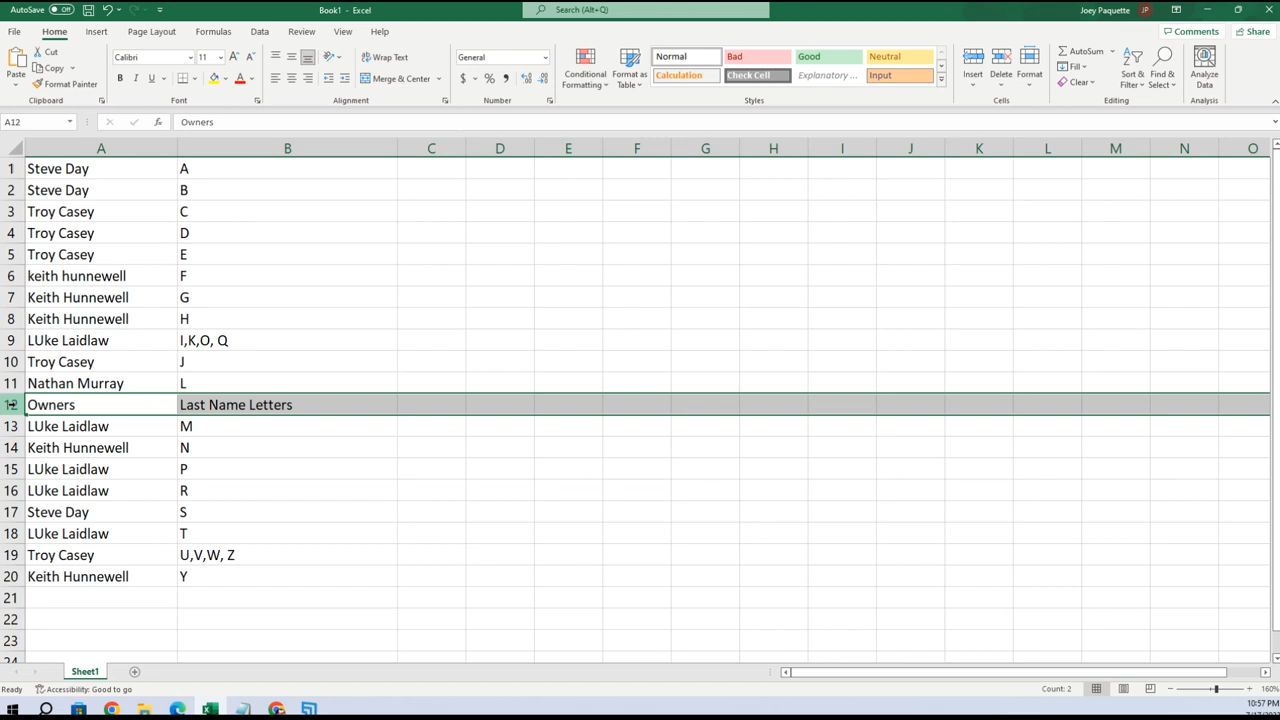 AutoSave Off Book1 - Excel Search (Alt+Q) Joey Paquette JP
File Home Insert Page Layout Formulas Data Review View Help Comments Share
Paste Cut Copy Format Painter Clipboard
Calibri 11 B I U A A A Font
Wrap Text Merge & Center Alignment
General $ % Number
Conditional Formatting Format as Table
Normal Bad Good Neutral
Calculation Check Cell Explanatory ... Input
Styles
Insert Delete Format Cells
AutoSum Fill Clear Sort & Filter Find & Select Editing
Analyze Data Analysis
A12 fx Owners
A B C D E F G H I J K L M N O
1 Steve Day A
2 Steve Day B
3 Troy Casey C
4 Troy Casey D
5 Troy Casey E
6 keith hunnewell F
7 Keith Hunnewell G
8 Keith Hunnewell H
9 LUke Laidlaw I,K,O, Q
10 Troy Casey J
11 Nathan Murray L
12 Owners Last Name Letters
13 LUke Laidlaw M
14 Keith Hunnewell N
15 LUke Laidlaw P
16 LUke Laidlaw R
17 Steve Day S
18 LUke Laidlaw T
19 Troy Casey U,V,W, Z
20 Keith Hunnewell Y
21
22
23
24
Sheet1
Ready Accessibility: Good to go Count: 2 160%
10:57 PM